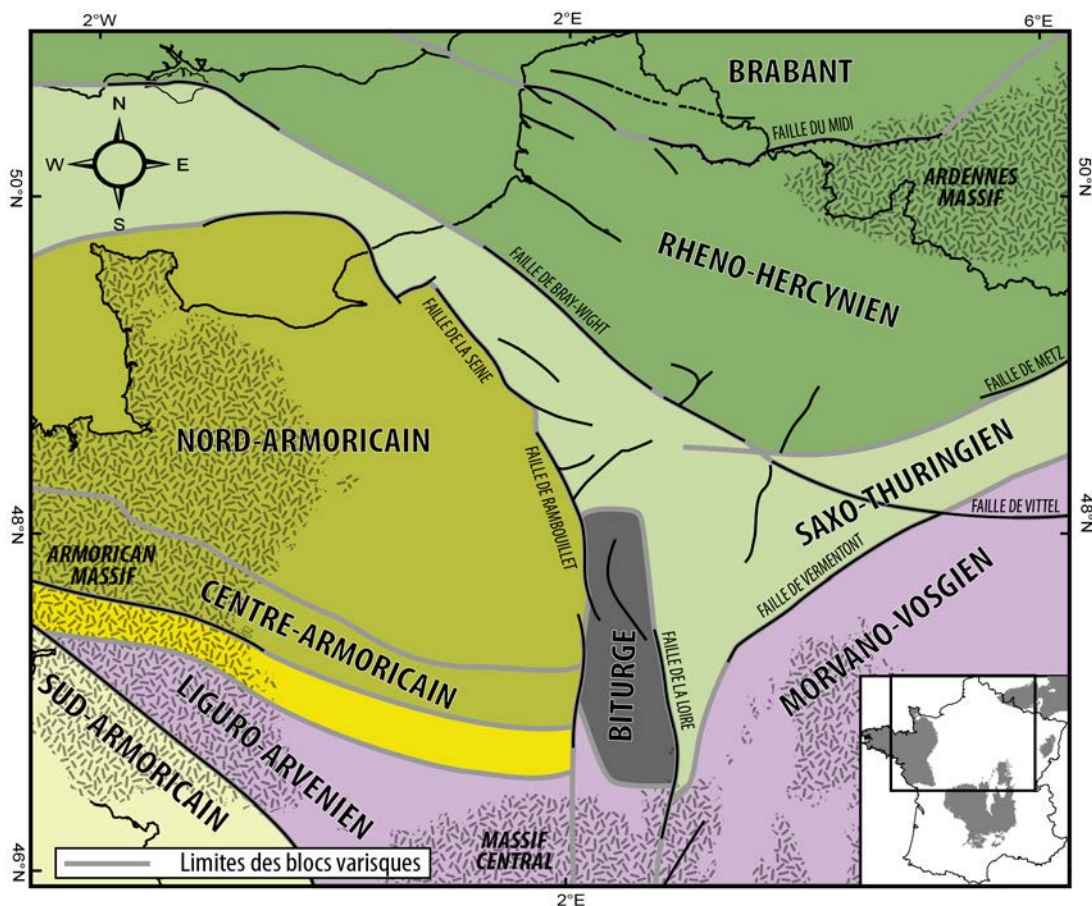 2°W
2°E
6°E
BRABANT
N
W
E
S
FAILLE DU MIDI
50°N
50°N
ARDENNES
MASSIF
RHENO-HERCYNIEN
FAILLE DE BRAY-WIGHT
FAILLE DE LA SEINE
FAILLE DE METZ
NORD-ARMORICAIN
SAXO-THURINGIEN
FAILLE DE RAMBOUILLET
FAILLE DE VITTEL
48°N
48°N
ARMORICAN
MASSIF
FAILLE DE VERMENTONT
CENTRE-ARMORICAIN
BITURGE
FAILLE DE LA LOIRE
MORVANO-VOSGIEN
SUD-ARMORICAIN
LIGURO-ARVENIEN
MASSIF
CENTRAL
46°N
Limites des blocs varisques
2°E